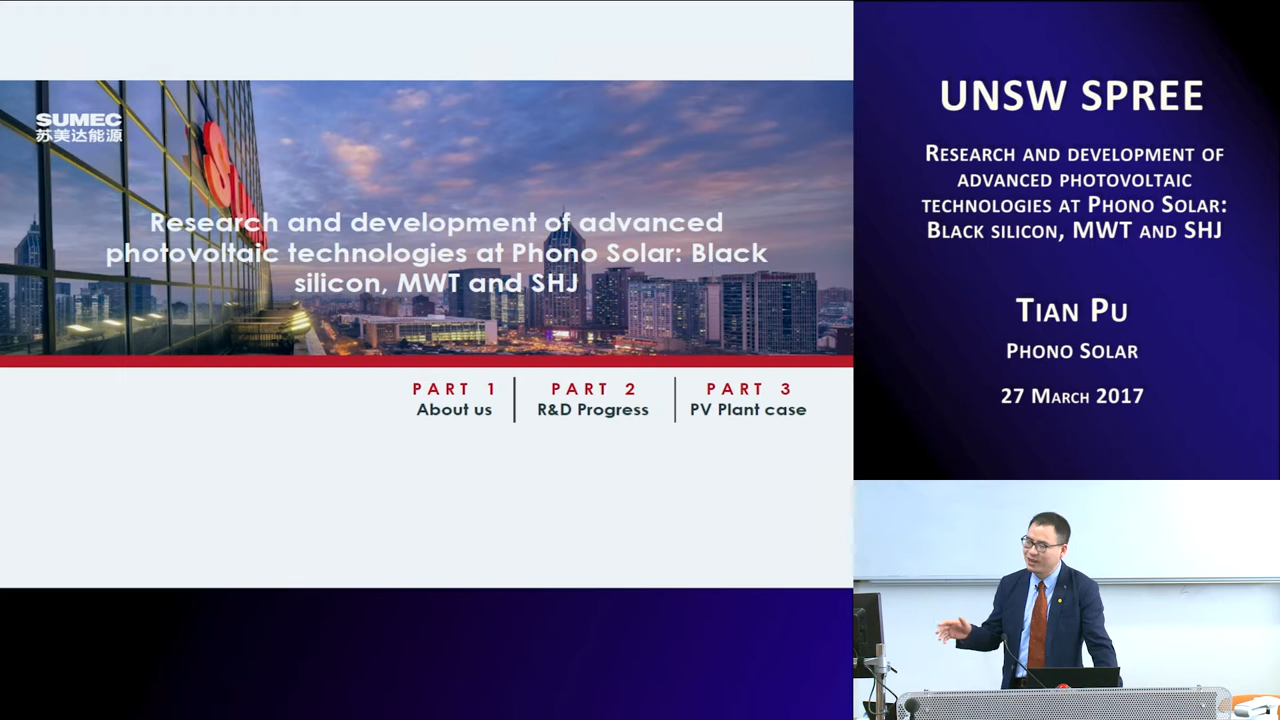 SUMEC
苏美达能源
Research and development of advanced
photovoltaic technologies at Phono Solar: Black
silicon, MWT and SHJ
PART 1
About us
PART 2
R&D Progress
PART 3
PV Plant case
UNSW SPREE
Research and development of
advanced photovoltaic
technologies at Phono Solar:
Black silicon, MWT and SHJ
Tian Pu
Phono Solar
27 March 2017